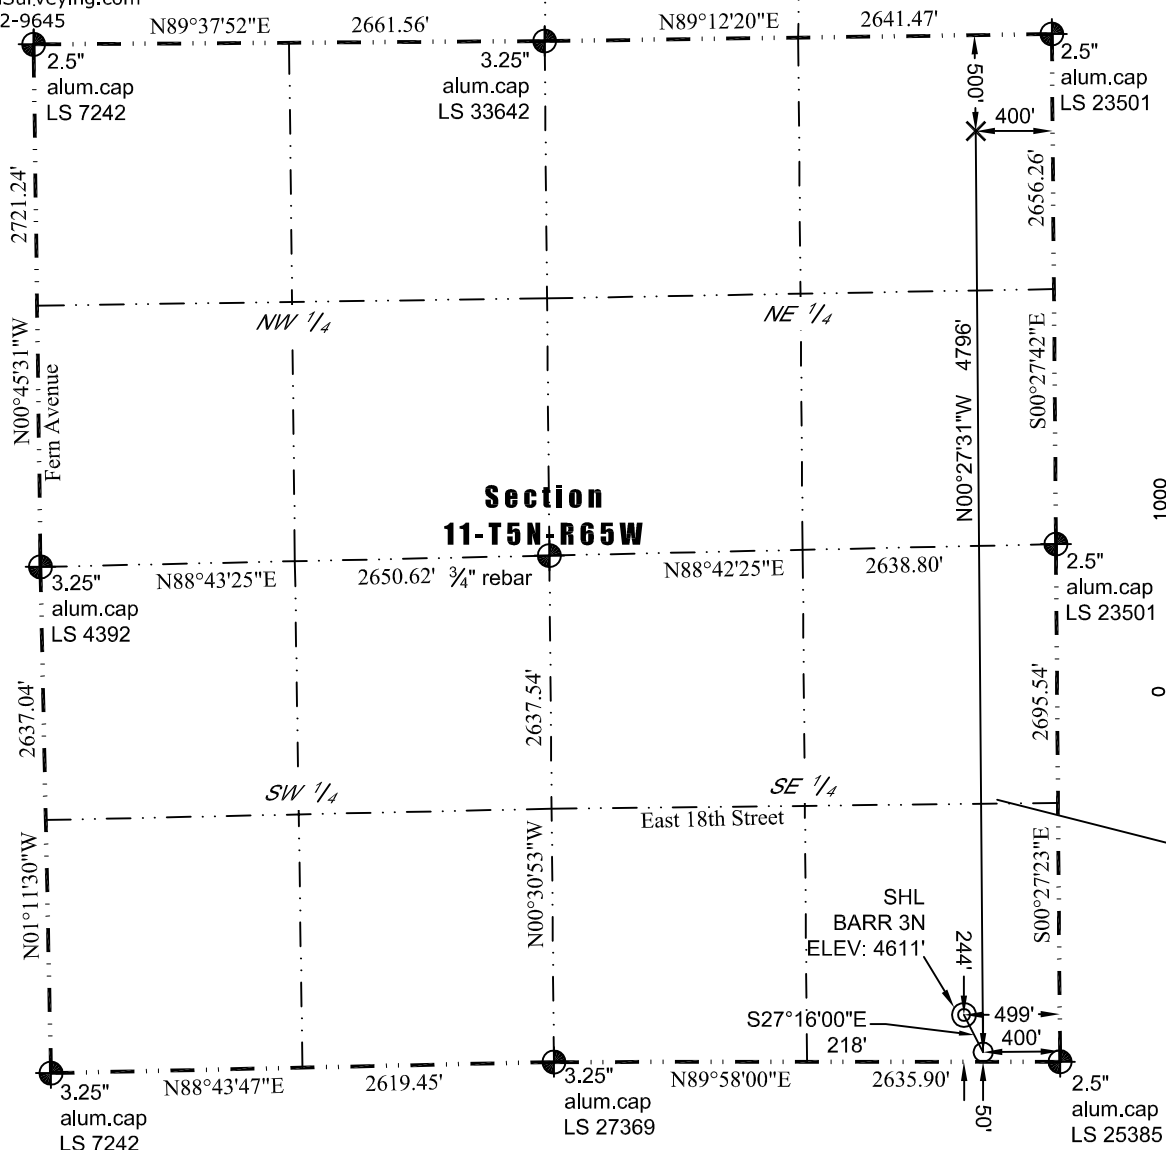 2-9645
N89°37'52"E
2661.56'
N89°12'20"E
2641.47'
2.5"
alum.cap
LS 7242
3.25"
alum.cap
LS 33642
2.5"
alum.cap
LS 23501
500'
400'
2721.24'
2656.26'
NW 1/4
NE 1/4
N00°45'31"W
Fern Avenue
N00°27'31"W 4796'
S00°27'42"E
Section
11-T5N-R65W
1000
3.25"
alum.cap
LS 4392
N88°43'25"E
2650.62'
3/4" rebar
N88°42'25"E
2638.80'
2.5"
alum.cap
LS 23501
2637.04'
2637.54'
2695.54'
0
SW 1/4
SE 1/4
East 18th Street
N01°11'30"W
N00°30'53"W
S00°27'23"E
SHL
BARR 3N
ELEV: 4611'
244'
499'
S27°16'00"E
218'
400'
3.25"
alum.cap
LS 7242
N88°43'47"E
2619.45'
3.25"
alum.cap
LS 27369
N89°58'00"E
2635.90'
50'
2.5"
alum.cap
LS 25385